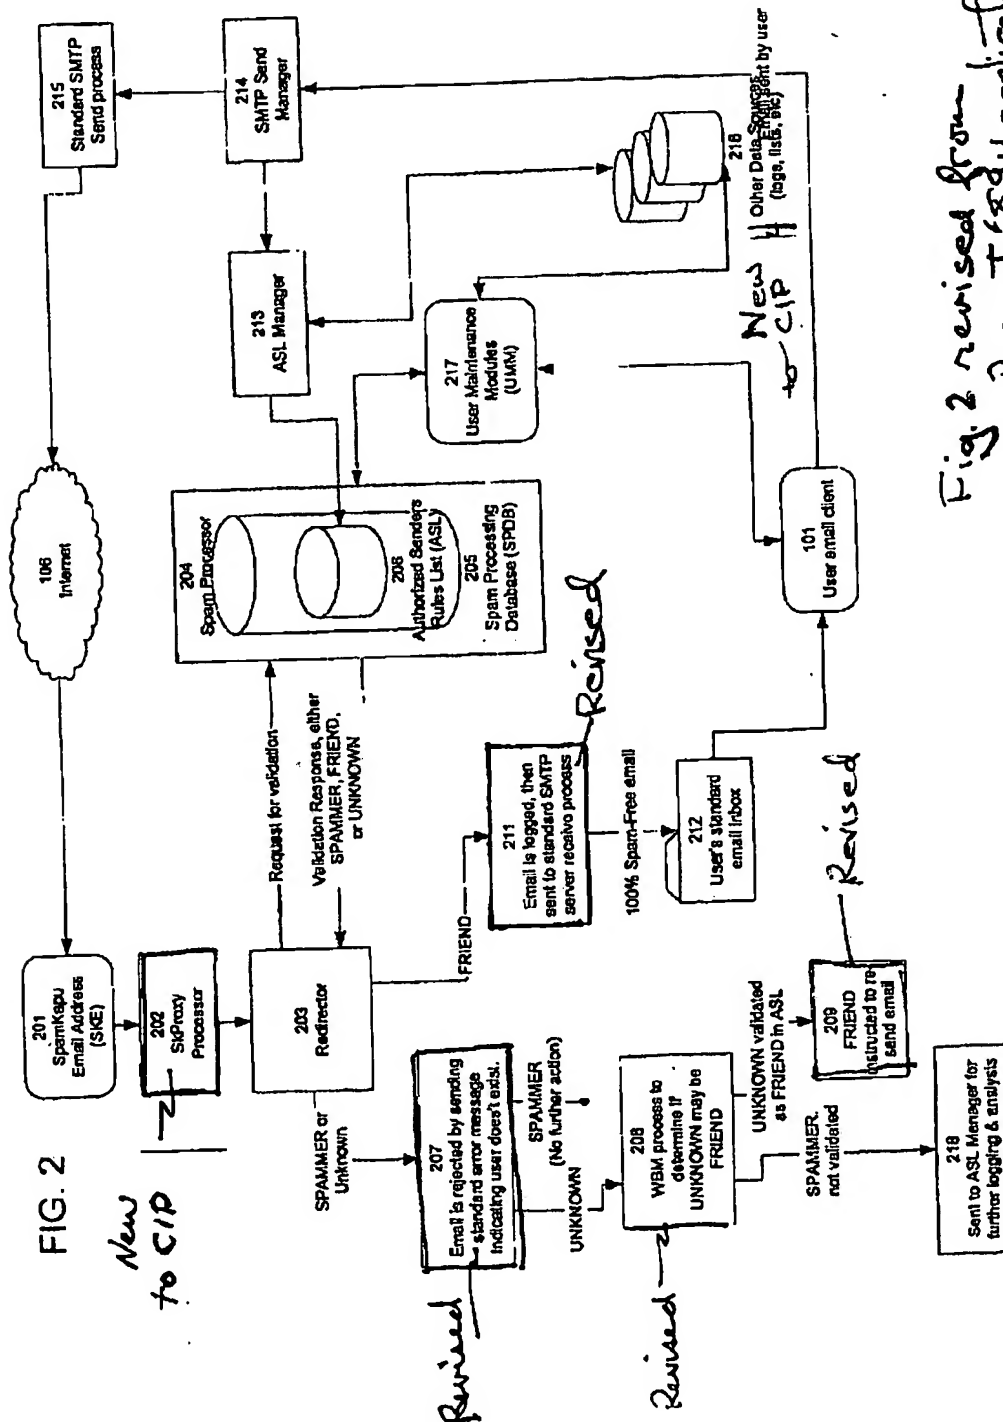 FIG. 2
New
to CIP
201
SpamKapu
Email Address
(SKE)
202
SkProxy
Processor
203
Redirector
106
Internet
215
Standard SMTP
Send process
214
SMTP Send
Manager
213
ASL Manager
204
Spam Processor
206
Authorized Senders
Rules List (ASL)
205
Spam Processing
Database (SPDB)
217
User Maintenance
Modules
(UMM)
216
Other Data Sources
(logs, lists, etc)
Email sent by user
New
to CIP
Request for validation
Validation Response, either
SPAMMER, FRIEND,
or UNKNOWN
SPAMMER or
Unknown
FRIEND
207
Email is rejected by sending
standard error message
indicating user does't exist.
Revised
SPAMMER
(No further action)
UNKNOWN
208
WBM process to
determine if
UNKNOWN may be
FRIEND
Revised
UNKNOWN validated
as FRIEND in ASL
209
FRIEND
instructed to re-
send email
Revised
SPAMMER.
not validated
218
Sent to ASL Manager for
further logging & analysis
211
Email is logged, then
sent to standard SMTP
server receive process
Revised
100% Spam-Free email
212
User's standard
email inbox
101
User email client
Fig. 2 revised from